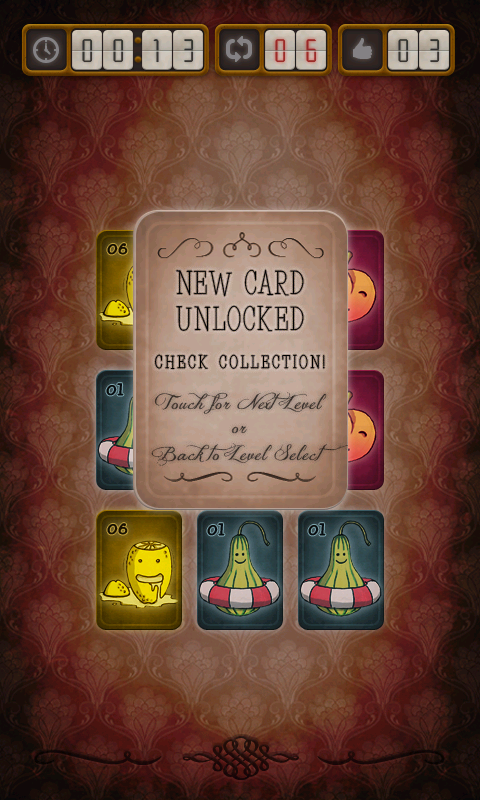 00:13 06 03
06
NEW CARD
UNLOCKED
CHECK COLLECTION!
Touch for Next Level
or
Back to Level Select
01
06 01 01